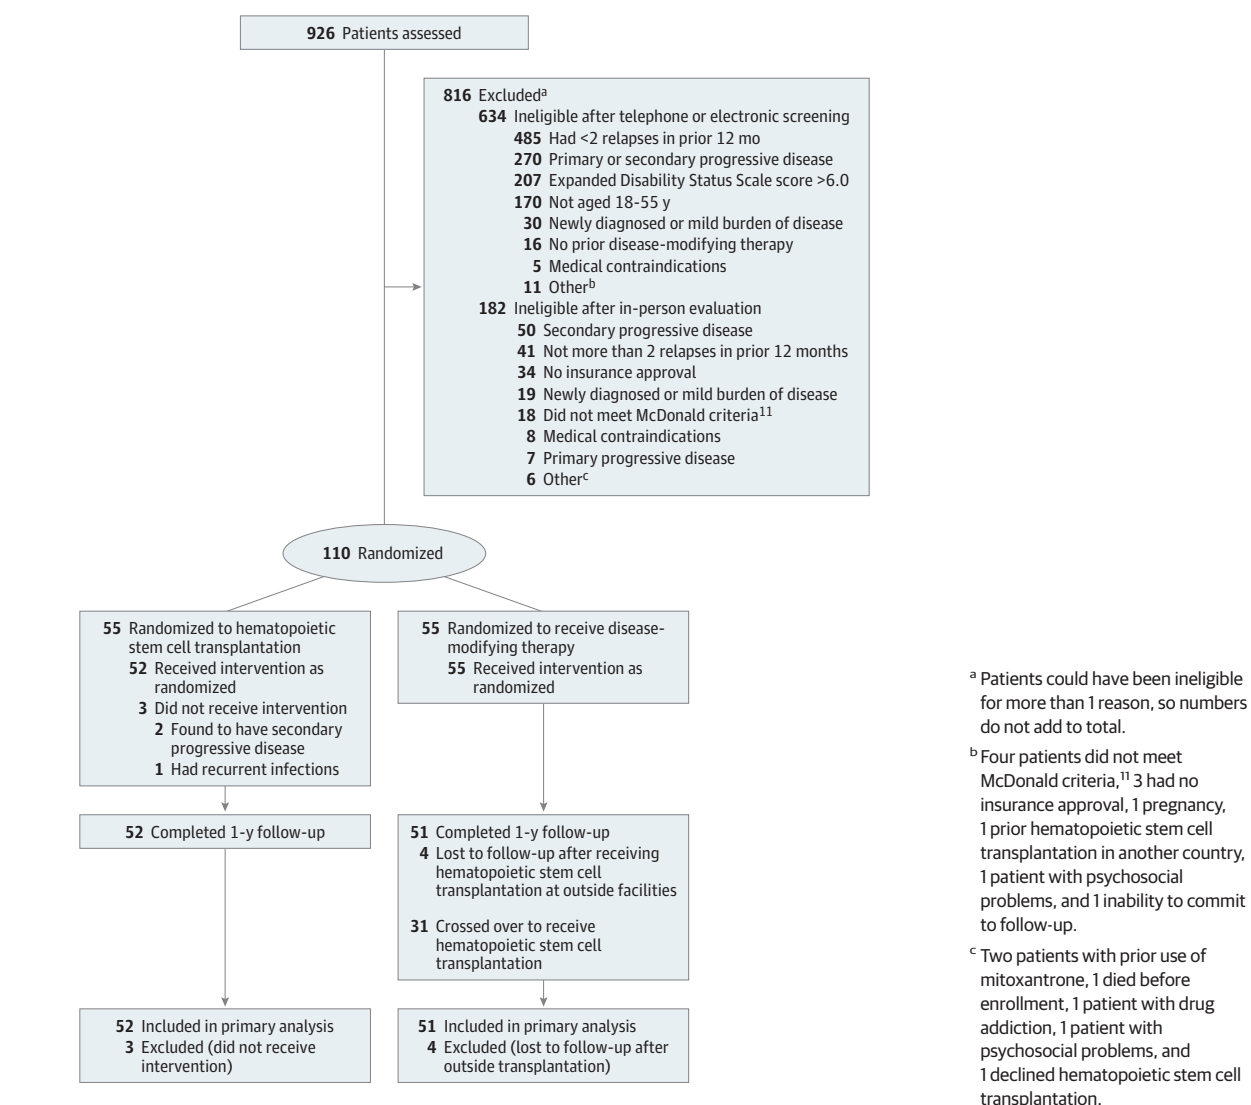 926 Patients assessed
816 Excludedᵃ
634 Ineligible after telephone or electronic screening
485 Had <2 relapses in prior 12 mo
270 Primary or secondary progressive disease
207 Expanded Disability Status Scale score >6.0
170 Not aged 18-55 y
30 Newly diagnosed or mild burden of disease
16 No prior disease-modifying therapy
5 Medical contraindications
11 Otherᵇ
182 Ineligible after in-person evaluation
50 Secondary progressive disease
41 Not more than 2 relapses in prior 12 months
34 No insurance approval
19 Newly diagnosed or mild burden of disease
18 Did not meet McDonald criteria¹¹
8 Medical contraindications
7 Primary progressive disease
6 Otherᶜ
110 Randomized
55 Randomized to hematopoietic
stem cell transplantation
52 Received intervention as
randomized
3 Did not receive intervention
2 Found to have secondary
progressive disease
1 Had recurrent infections
55 Randomized to receive disease-
modifying therapy
55 Received intervention as
randomized
52 Completed 1-y follow-up
51 Completed 1-y follow-up
4 Lost to follow-up after receiving
hematopoietic stem cell
transplantation at outside facilities
31 Crossed over to receive
hematopoietic stem cell
transplantation
52 Included in primary analysis
3 Excluded (did not receive
intervention)
51 Included in primary analysis
4 Excluded (lost to follow-up after
outside transplantation)
ᵃ Patients could have been ineligible
for more than 1 reason, so numbers
do not add to total.
ᵇ Four patients did not meet
McDonald criteria,¹¹ 3 had no
insurance approval, 1 pregnancy,
1 prior hematopoietic stem cell
transplantation in another country,
1 patient with psychosocial
problems, and 1 inability to commit
to follow-up.
ᶜ Two patients with prior use of
mitoxantrone, 1 died before
enrollment, 1 patient with drug
addiction, 1 patient with
psychosocial problems, and
1 declined hematopoietic stem cell
transplantation.